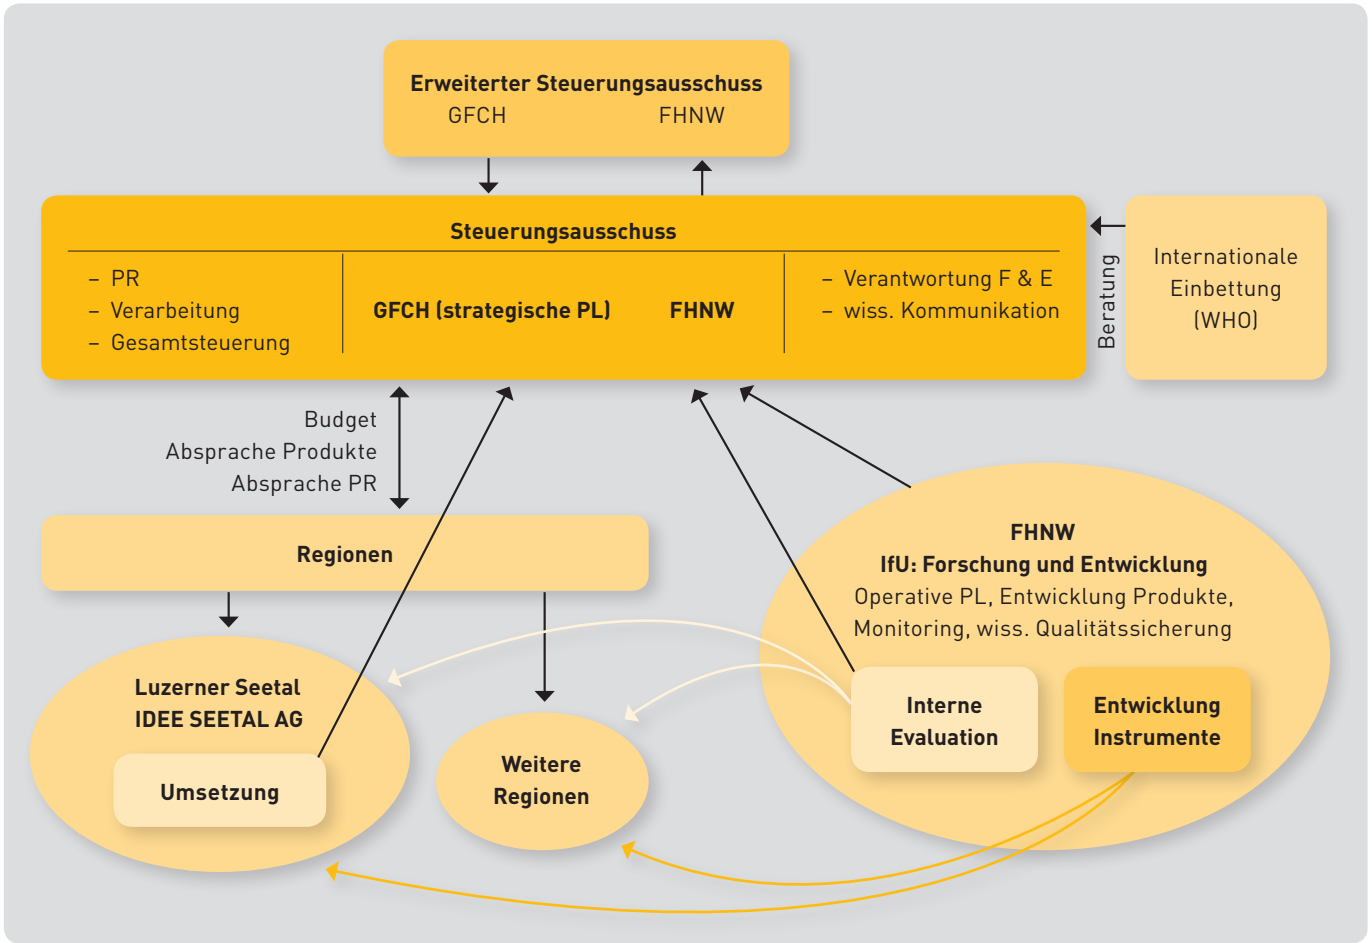 Erweiterter Steuerungsausschuss
GFCH FHNW
Steuerungsausschuss
– PR
– Verarbeitung
– Gesamtsteuerung
GFCH (strategische PL) FHNW
– Verantwortung F & E
– wiss. Kommunikation
Beratung
Internationale
Einbettung
(WHO)
Budget
Absprache Produkte
Absprache PR
Regionen
FHNW
IfU: Forschung und Entwicklung
Operative PL, Entwicklung Produkte,
Monitoring, wiss. Qualitätssicherung
Luzerner Seetal
IDEE SEETAL AG
Umsetzung
Weitere
Regionen
Interne
Evaluation
Entwicklung
Instrumente